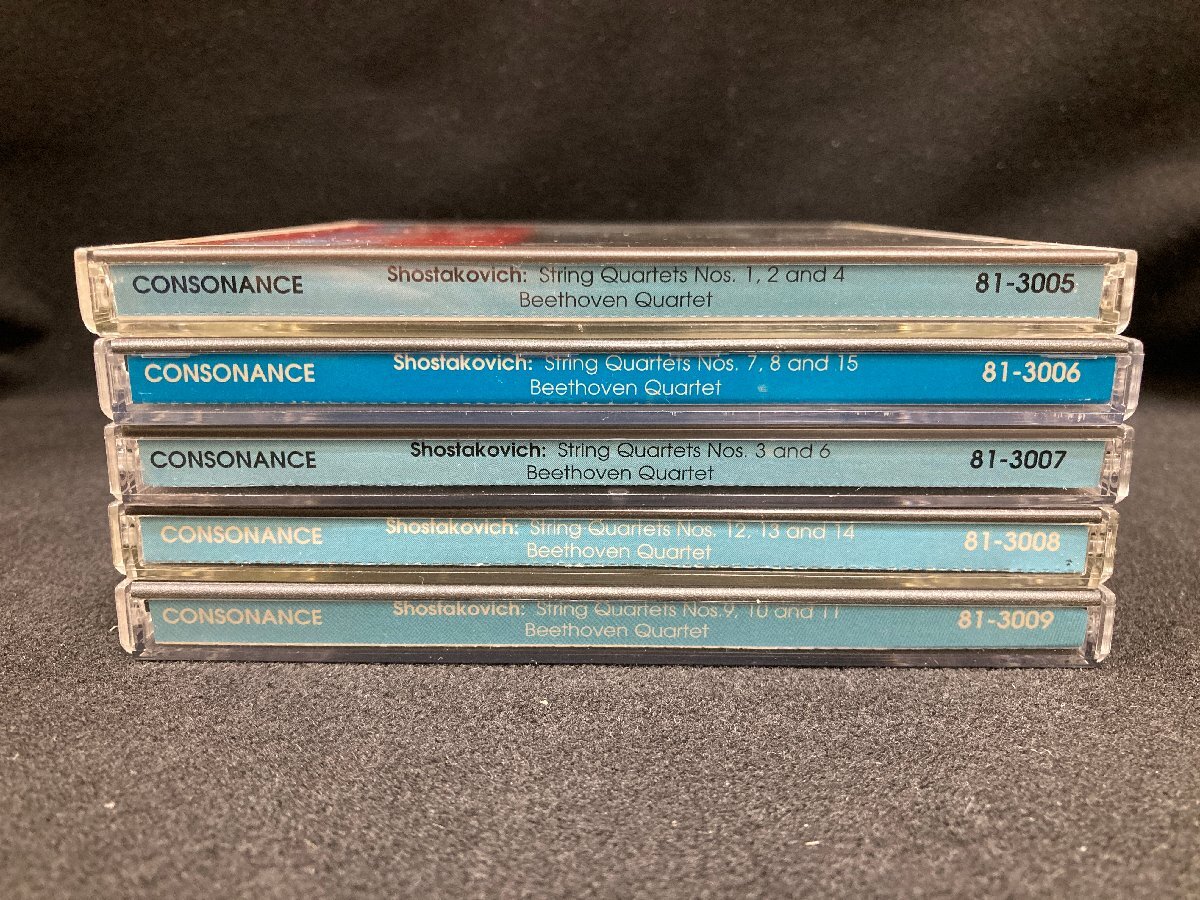 CONSONANCE Shostakovich: String Quartets Nos. 1, 2 and 4 81-3005
Beethoven Quartet
CONSONANCE Shostakovich: String Quartets Nos. 7, 8 and 15 81-3006
Beethoven Quartet
CONSONANCE Shostakovich: String Quartets Nos. 3 and 6 81-3007
Beethoven Quartet
CONSONANCE Shostakovich: String Quartets Nos. 12, 13 and 14 81-3008
Beethoven Quartet
CONSONANCE Shostakovich: String Quartets Nos.9, 10 and 11 81-3009
Beethoven Quartet